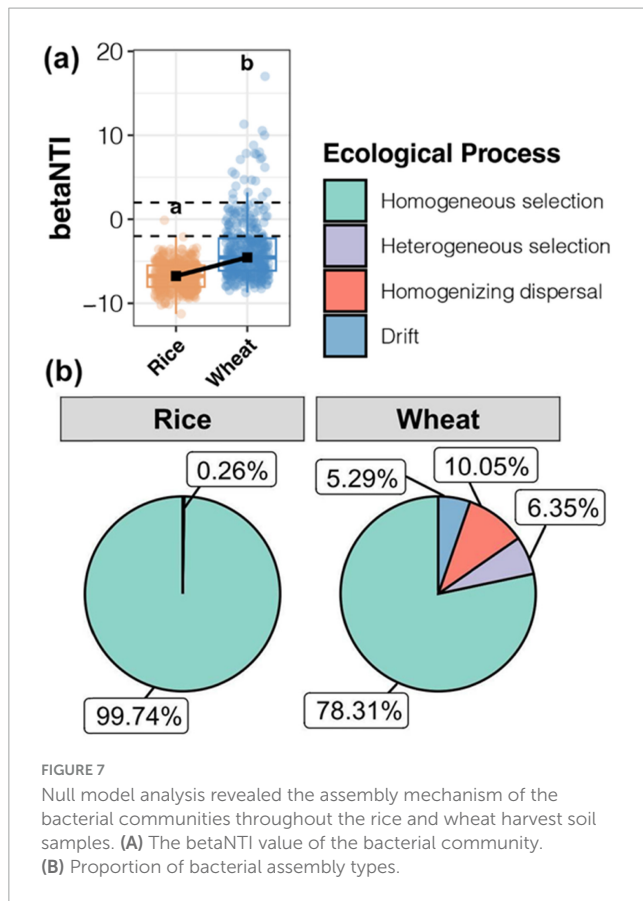 (a)
20
10
0
−10
betaNTI
a
b
Rice
Wheat
Ecological Process
Homogeneous selection
Heterogeneous selection
Homogenizing dispersal
Drift
(b)
Rice
0.26%
99.74%
Wheat
5.29%
10.05%
6.35%
78.31%
FIGURE 7
Null model analysis revealed the assembly mechanism of the
bacterial communities throughout the rice and wheat harvest soil
samples. (A) The betaNTI value of the bacterial community.
(B) Proportion of bacterial assembly types.